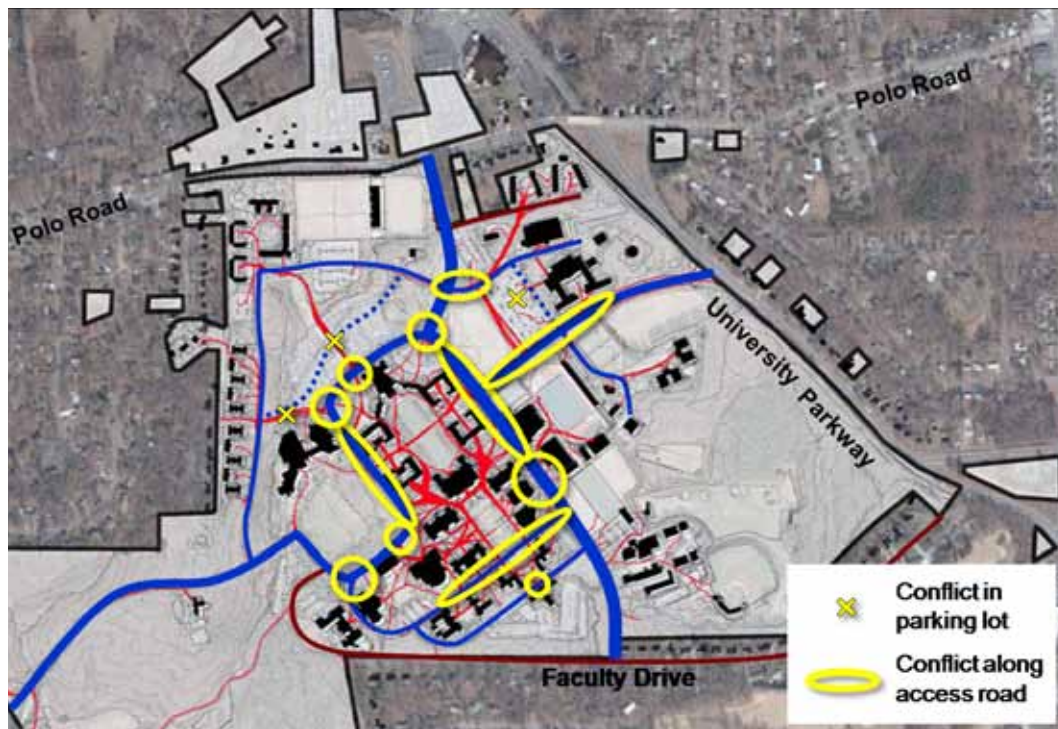 Polo Road
Polo Road
University Parkway
Faculty Drive
Conflict in
parking lot
Conflict along
access road